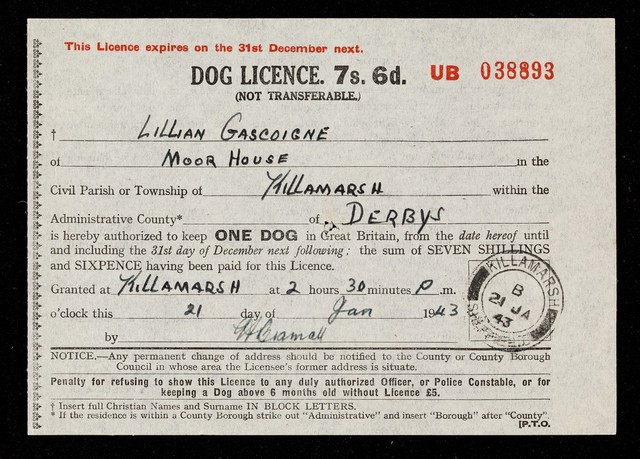 This Licence expires on the 31st December next.
DOG LICENCE. 7s. 6d. UB 038893
(NOT TRANSFERABLE.)
† LILLIAN GASCOIGNE
of MOOR HOUSE in the
Civil Parish or Township of KILLAMARSH within the
Administrative County* of DERBYS
is hereby authorized to keep ONE DOG in Great Britain, from the date hereof until
and including the 31st day of December next following; the sum of SEVEN SHILLINGS
and SIXPENCE having been paid for this Licence.
Granted at KILLAMARSH at 2 hours 30 minutes p.m.
o'clock this 21 day of Jan 1943
by
KILLAMARSH
B
21 JA
43
NOTICE.—Any permanent change of address should be notified to the County or County Borough
Council in whose area the Licensee's former address is situate.
Penalty for refusing to show this Licence to any duly authorized Officer, or Police Constable, or for
keeping a Dog above 6 months old without Licence £5.
† Insert full Christian Names and Surname IN BLOCK LETTERS.
* If the residence is within a County Borough strike out "Administrative" and insert "Borough" after "County".
[P.T.O.